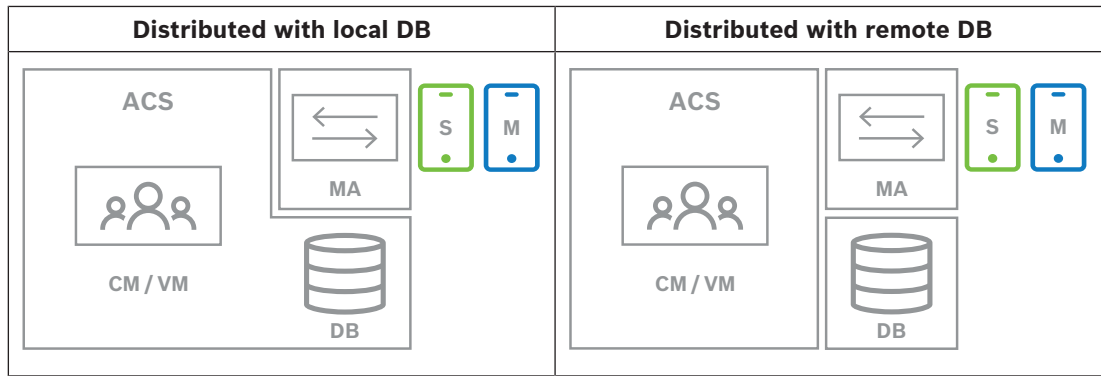 Distributed with local DB
Distributed with remote DB
ACS
S
M
MA
CM / VM
DB
ACS
S
M
MA
CM / VM
DB